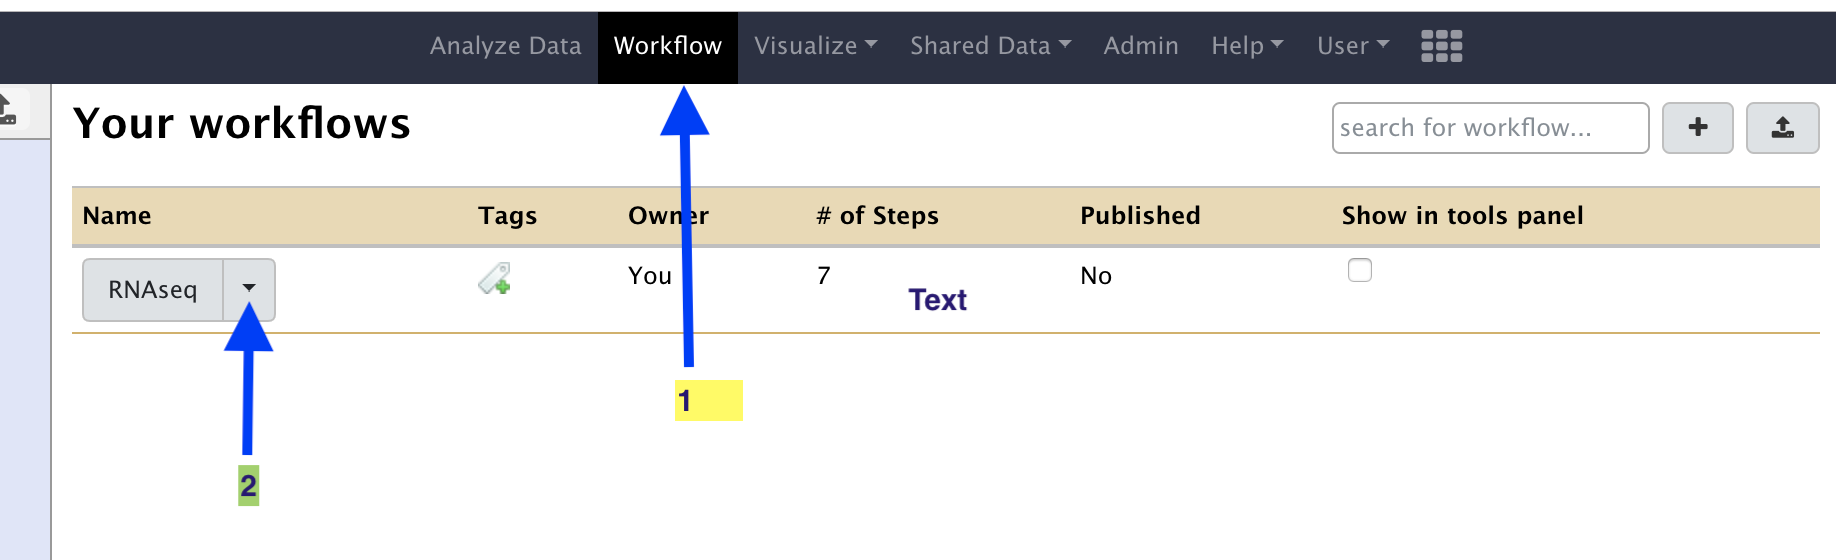 Analyze Data Workflow Visualize Shared Data Admin Help User
Your workflows
search for workflow...
Name Tags Owner # of Steps Published Show in tools panel
RNAseq You 7 No
Text
1
2